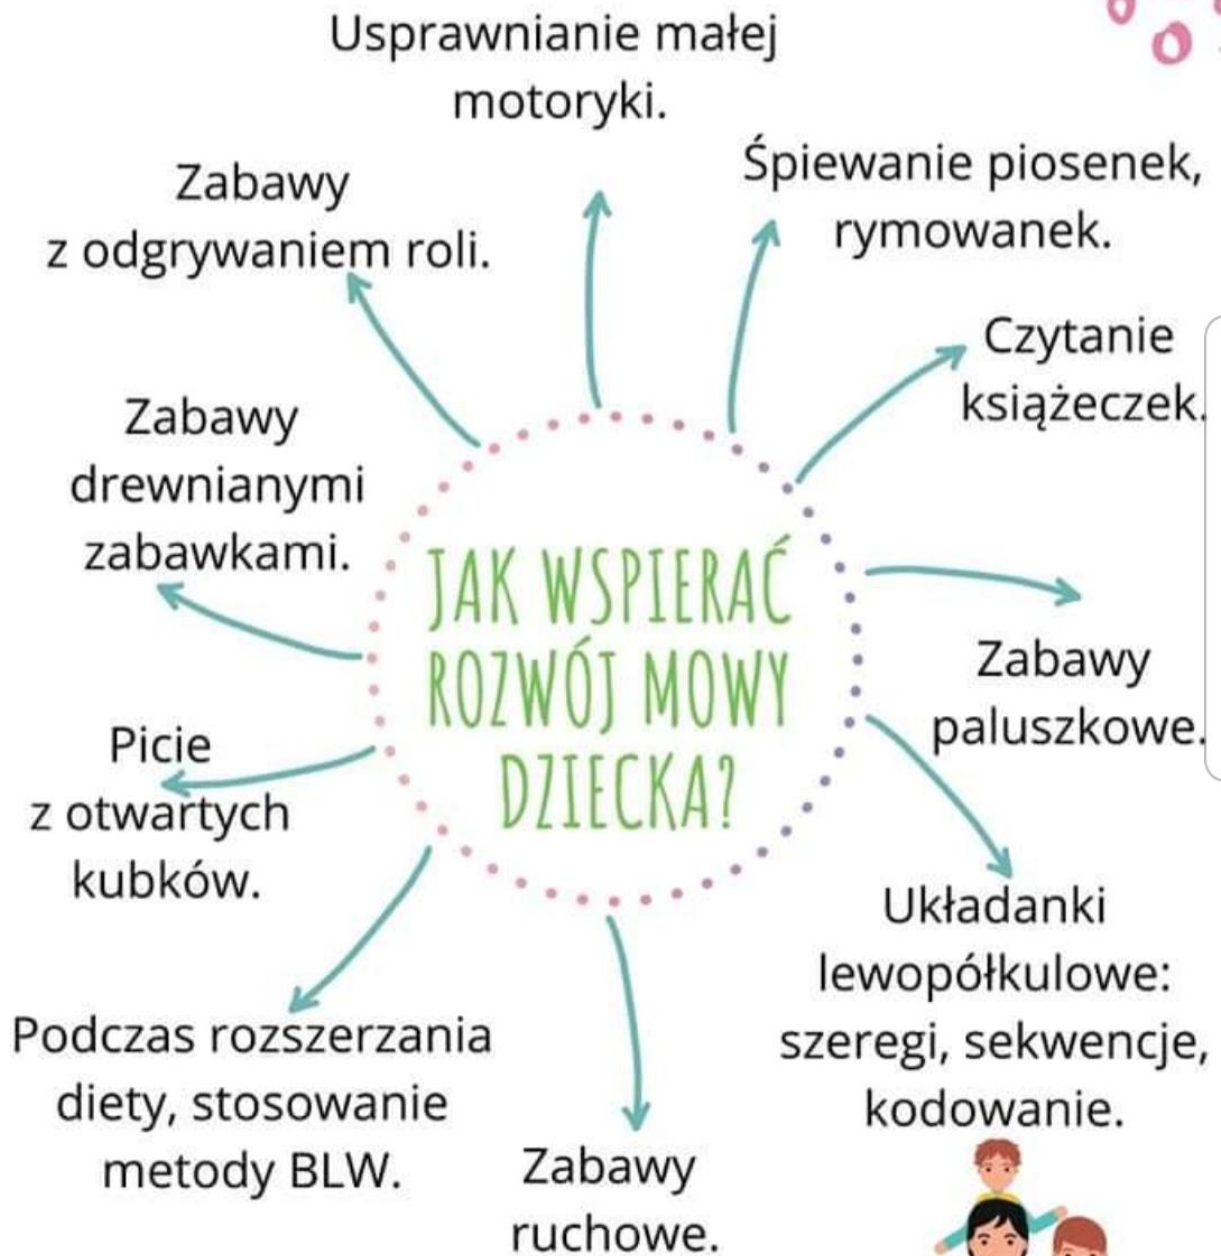 Usprawnianie małej
motoryki.
Śpiewanie piosenek,
rymowanek.
Czytanie
książeczek.
Zabawy
paluszkowe.
Układanki
lewopółkulowe:
szeregi, sekwencje,
kodowanie.
Zabawy
ruchowe.
Podczas rozszerzania
diety, stosowanie
metody BLW.
Picie
z otwartych
kubków.
Zabawy
drewnianymi
zabawkami.
Zabawy
z odgrywaniem roli.
JAK WSPIERAĆ
ROZWÓJ MOWY
DZIECKA?